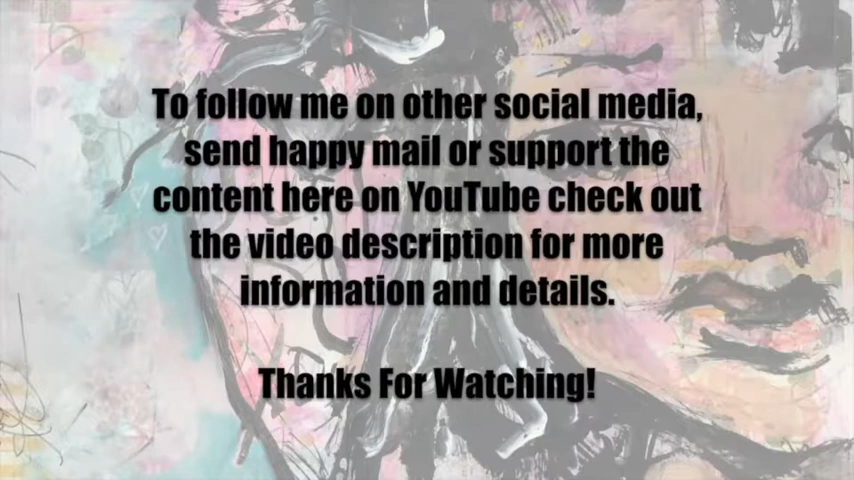 To follow me on other social media,
send happy mail or support the
content here on YouTube check out
the video description for more
information and details.
Thanks For Watching!